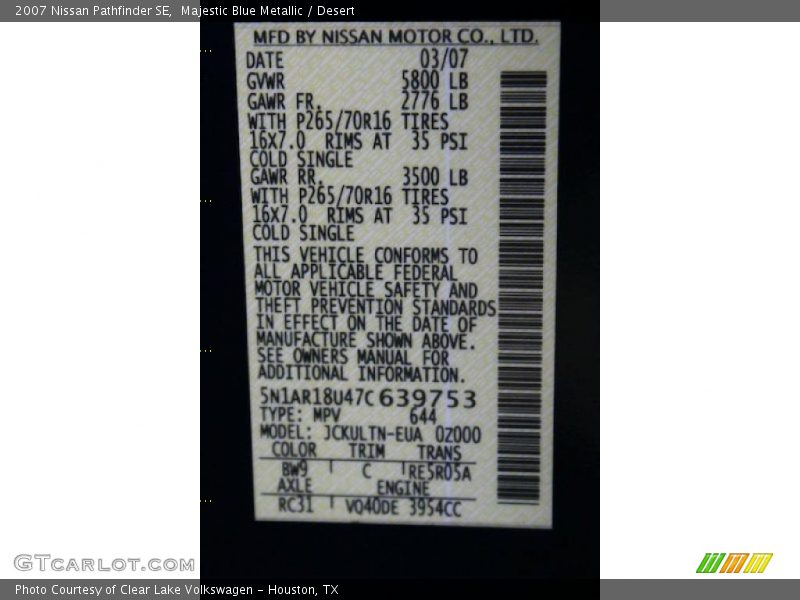 2007 Nissan Pathfinder SE,  Majestic Blue Metallic / Desert
MFD BY NISSAN MOTOR CO., LTD.
DATE 03/07
GVWR 5800 LB
GAWR FR. 2776 LB
WITH P265/70R16 TIRES
16X7.0 RIMS AT 35 PSI
COLD SINGLE
GAWR RR. 3500 LB
WITH P265/70R16 TIRES
16X7.0 RIMS AT 35 PSI
COLD SINGLE
THIS VEHICLE CONFORMS TO
ALL APPLICABLE FEDERAL
MOTOR VEHICLE SAFETY AND
THEFT PREVENTION STANDARDS
IN EFFECT ON THE DATE OF
MANUFACTURE SHOWN ABOVE.
SEE OWNERS MANUAL FOR
ADDITIONAL INFORMATION.
5N1AR18U47C639753
TYPE: MPV 644
MODEL: JCKULTN-EUA 0Z000
COLOR TRIM TRANS
BW9 C RE5R05A
AXLE ENGINE
RC31 VQ40DE 3954CC
GTCARLOT.COM
Photo Courtesy of Clear Lake Volkswagen - Houston, TX